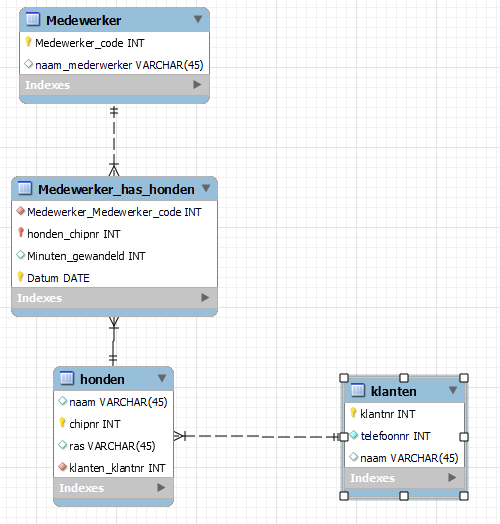 Medewerker
Medewerker_code INT
naam_mederwerker VARCHAR(45)
Indexes
Medewerker_has_honden
Medewerker_Medewerker_code INT
honden_chipnr INT
Minuten_gewandeld INT
Datum DATE
Indexes
honden
naam VARCHAR(45)
chipnr INT
ras VARCHAR(45)
klanten_klantnr INT
Indexes
klanten
klantnr INT
telefoonnr INT
naam VARCHAR(45)
Indexes